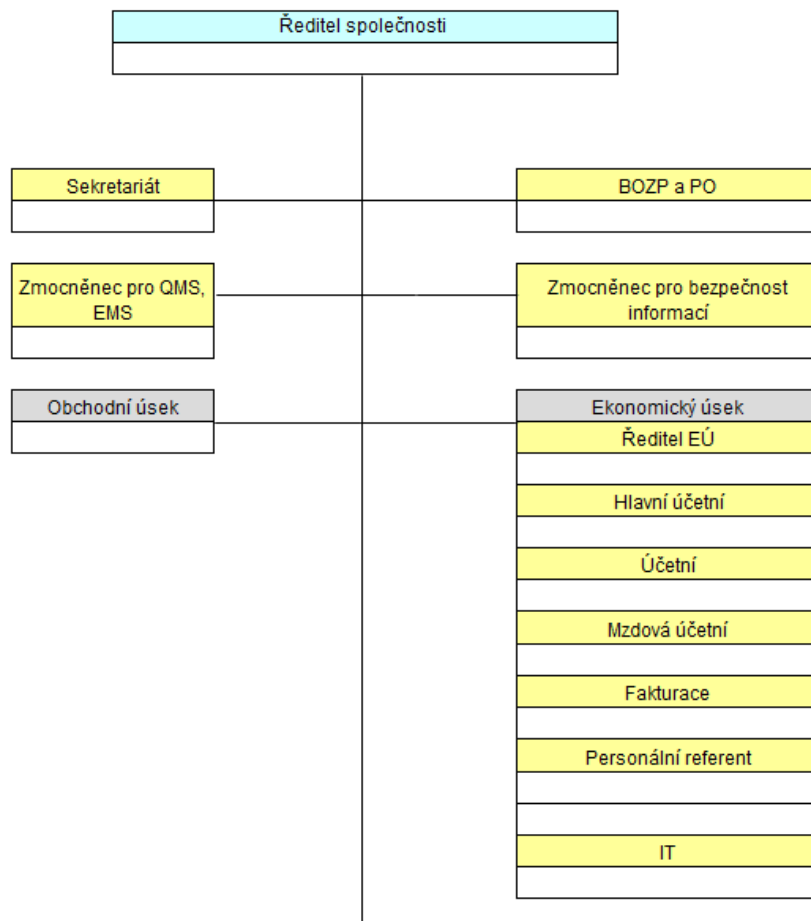 Ředitel společnosti
Sekretariát
BOZP a PO
Zmocněnec pro QMS,
EMS
Zmocněnec pro bezpečnost
informací
Obchodní úsek
Ekonomický úsek
Ředitel EÚ
Hlavní účetní
Účetní
Mzdová účetní
Fakturace
Personální referent
IT